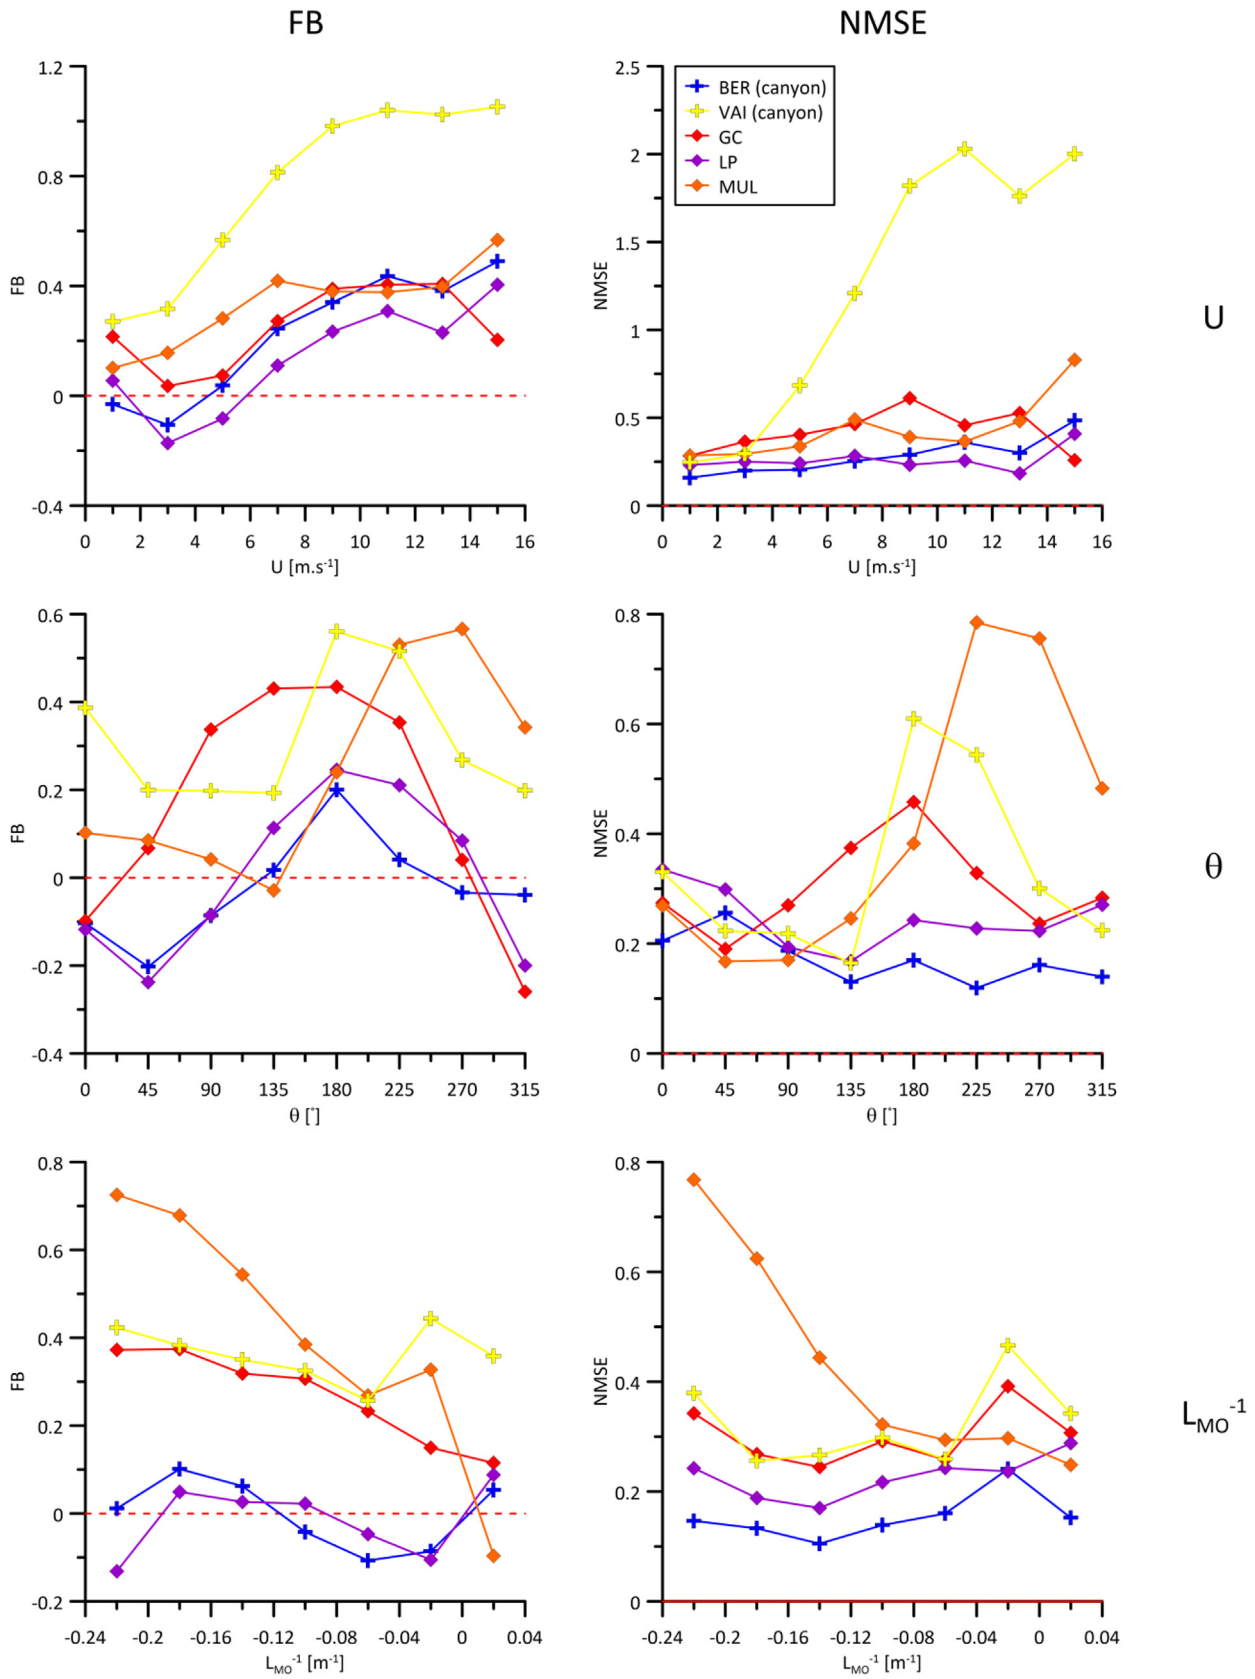 FB
NMSE
1.2
0.8
0.4
0
-0.4
FB
0 2 4 6 8 10 12 14 16
U [m.s-1]
2.5
2
1.5
1
0.5
0
NMSE
BER (canyon)
VAI (canyon)
GC
LP
MUL
0 2 4 6 8 10 12 14 16
U [m.s-1]
U
0.6
0.4
0.2
0
-0.2
-0.4
FB
0 45 90 135 180 225 270 315
θ [°]
0.8
0.6
0.4
0.2
0
NMSE
0 45 90 135 180 225 270 315
θ [°]
θ
0.8
0.6
0.4
0.2
0
-0.2
FB
-0.24 -0.2 -0.16 -0.12 -0.08 -0.04 0 0.04
LMO-1 [m-1]
0.8
0.6
0.4
0.2
0
NMSE
-0.24 -0.2 -0.16 -0.12 -0.08 -0.04 0 0.04
LMO-1 [m-1]
LMO-1